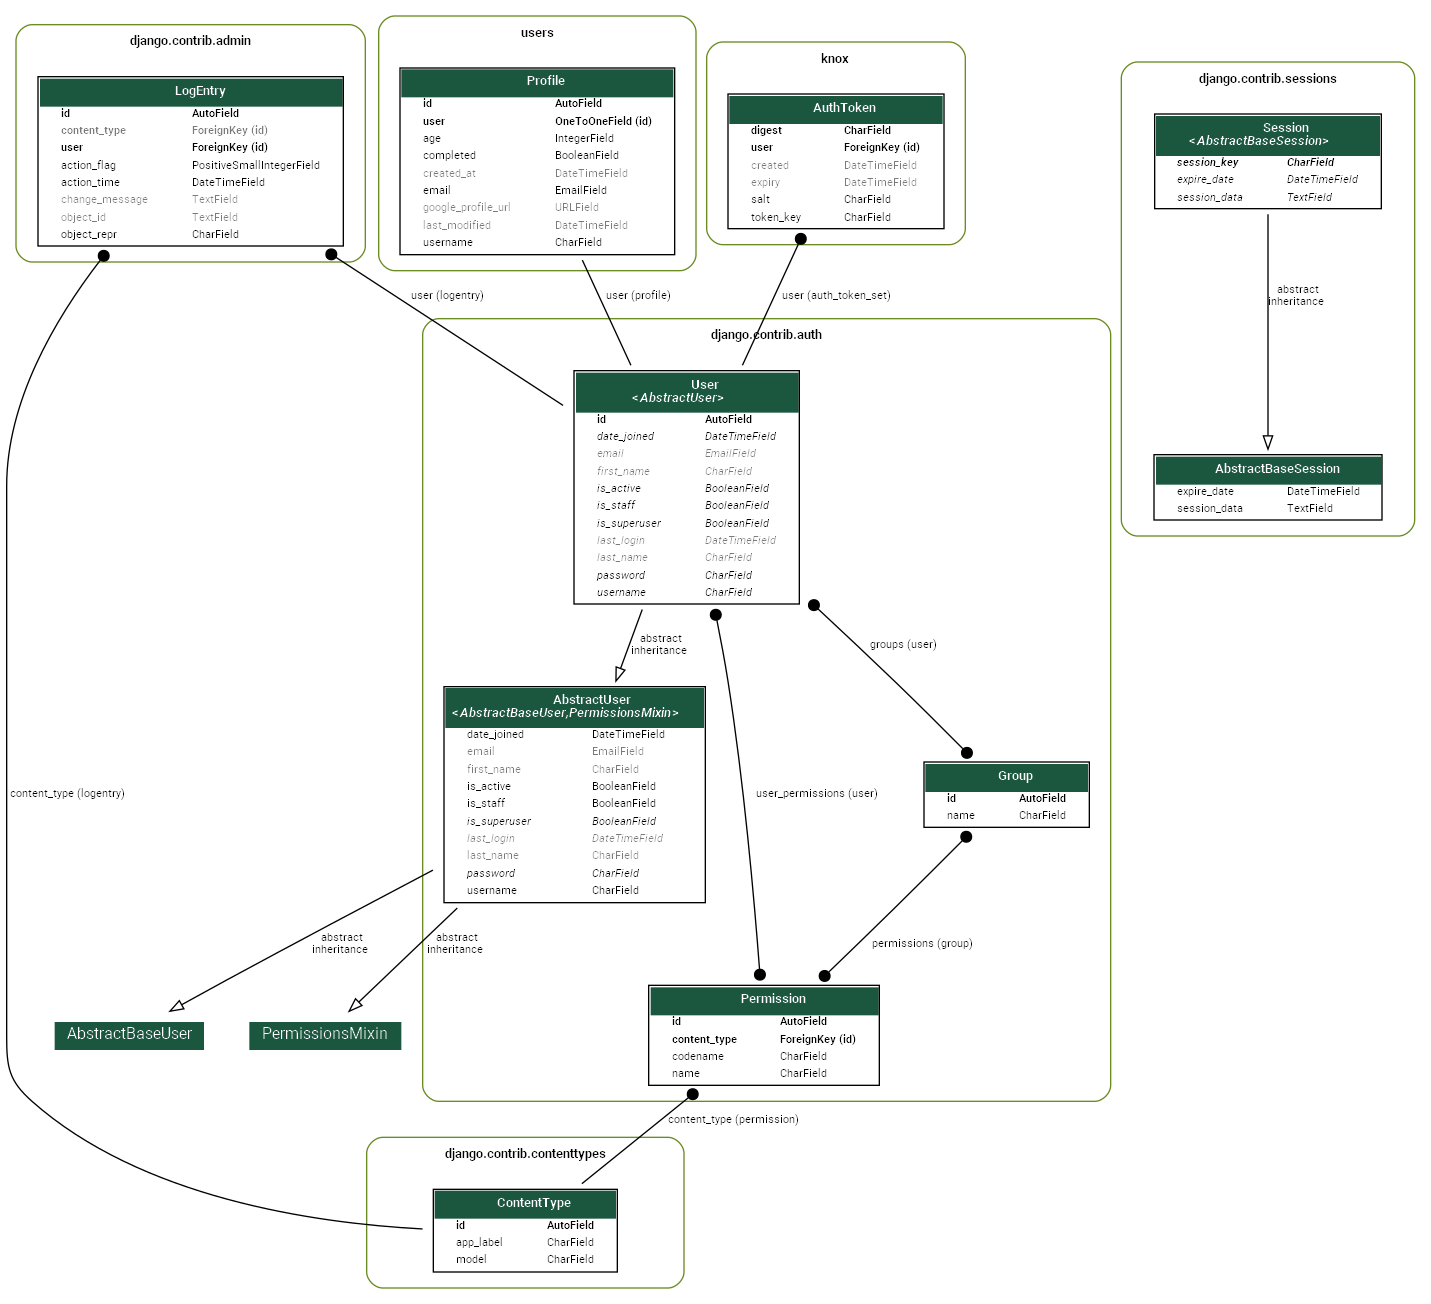 django.contrib.admin
LogEntry
id AutoField
content_type ForeignKey (id)
user ForeignKey (id)
action_flag PositiveSmallIntegerField
action_time DateTimeField
change_message TextField
object_id TextField
object_repr CharField
users
Profile
id AutoField
user OneToOneField (id)
age IntegerField
completed BooleanField
created_at DateTimeField
email EmailField
google_profile_url URLField
last_modified DateTimeField
username CharField
knox
AuthToken
digest CharField
user ForeignKey (id)
created DateTimeField
expiry DateTimeField
salt CharField
token_key CharField
django.contrib.sessions
Session
<AbstractBaseSession>
session_key CharField
expire_date DateTimeField
session_data TextField
abstract
inheritance
AbstractBaseSession
expire_date DateTimeField
session_data TextField
user (logentry)
user (profile)
user (auth_token_set)
django.contrib.auth
User
<AbstractUser>
id AutoField
date_joined DateTimeField
email EmailField
first_name CharField
is_active BooleanField
is_staff BooleanField
is_superuser BooleanField
last_login DateTimeField
last_name CharField
password CharField
username CharField
abstract
inheritance
groups (user)
AbstractUser
<AbstractBaseUser,PermissionsMixin>
date_joined DateTimeField
email EmailField
first_name CharField
is_active BooleanField
is_staff BooleanField
is_superuser BooleanField
last_login DateTimeField
last_name CharField
password CharField
username CharField
content_type (logentry)
user_permissions (user)
Group
id AutoField
name CharField
abstract
inheritance
abstract
inheritance
permissions (group)
AbstractBaseUser
PermissionsMixin
Permission
id AutoField
content_type ForeignKey (id)
codename CharField
name CharField
content_type (permission)
django.contrib.contenttypes
ContentType
id AutoField
app_label CharField
model CharField